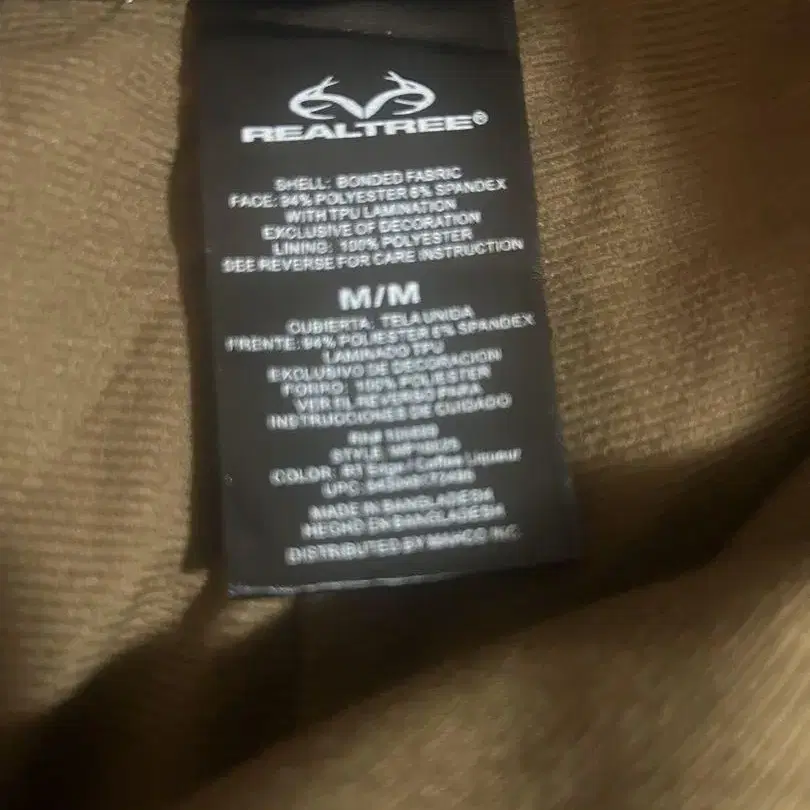 REALTREE®
SHELL: BONDED FABRIC
FACE: 94% POLYESTER 6% SPANDEX
WITH TPU LAMINATION
EXCLUSIVE OF DECORATION
LINING: 100% POLYESTER
SEE REVERSE FOR CARE INSTRUCTION
M/M
CUBIERTA: TELA UNIDA
FRENTE: 94% POLIESTER 6% SPANDEX
LAMINADO TPU
EXCLUSIVO DE DECORACION
FORRO: 100% POLIESTER
VER EL REVERSO PARA
INSTRUCCIONES DE CUIDADO
STYLE:
COLOR: Edge / Coffee Liqueur
UPC:
MADE IN BANGLADESH
HECHO EN BANGLADESH
DISTRIBUTED BY